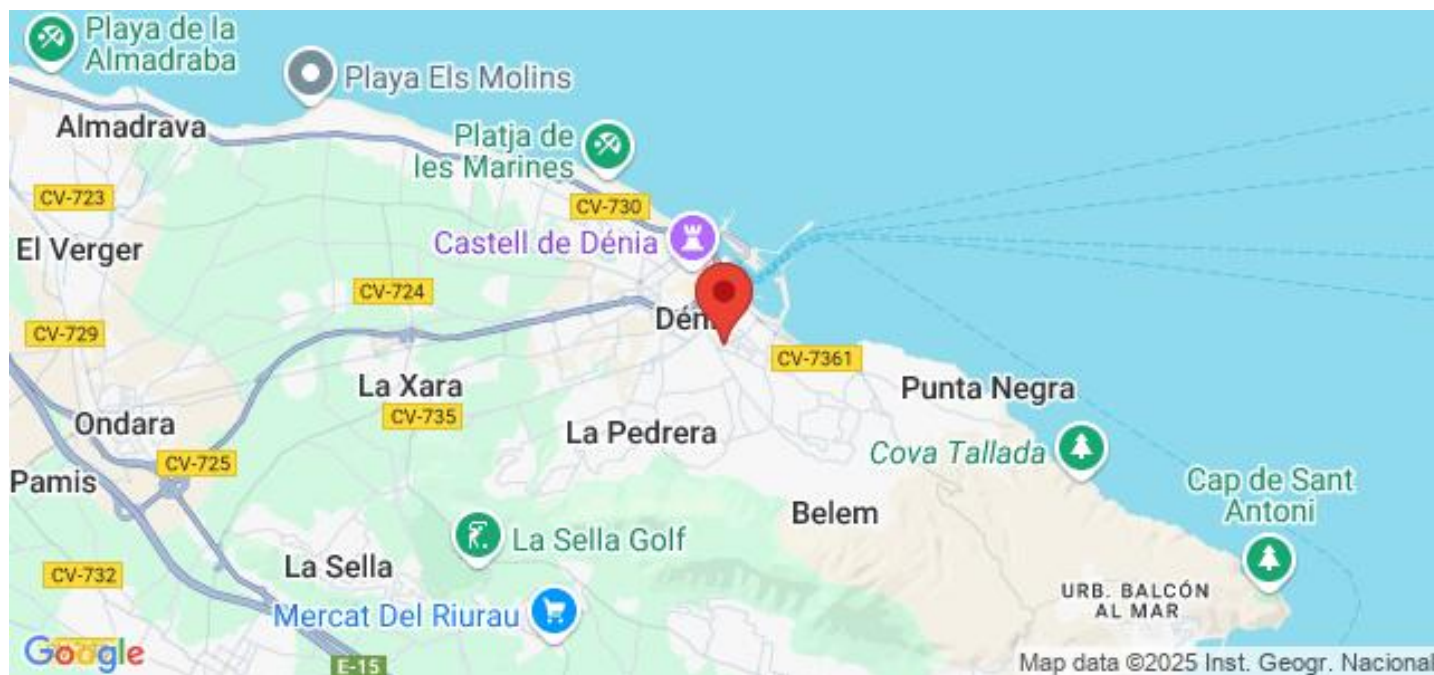 Playa de la
Almadraba
Playa Els Molins
Almadrava
Platja de
les Marines
CV-723
CV-730
El Verger
Castell de Dénia
CV-724
CV-729
CV-7361
La Xara
Punta Negra
CV-735
Ondara
La Pedrera
Cova Tallada
CV-725
Pamis
Cap de Sant
Antoni
Belem
La Sella Golf
La Sella
CV-732
URB. BALCÓN
AL MAR
Mercat Del Riurau
Google
E-15
Map data ©2025 Inst. Geogr. Nacional